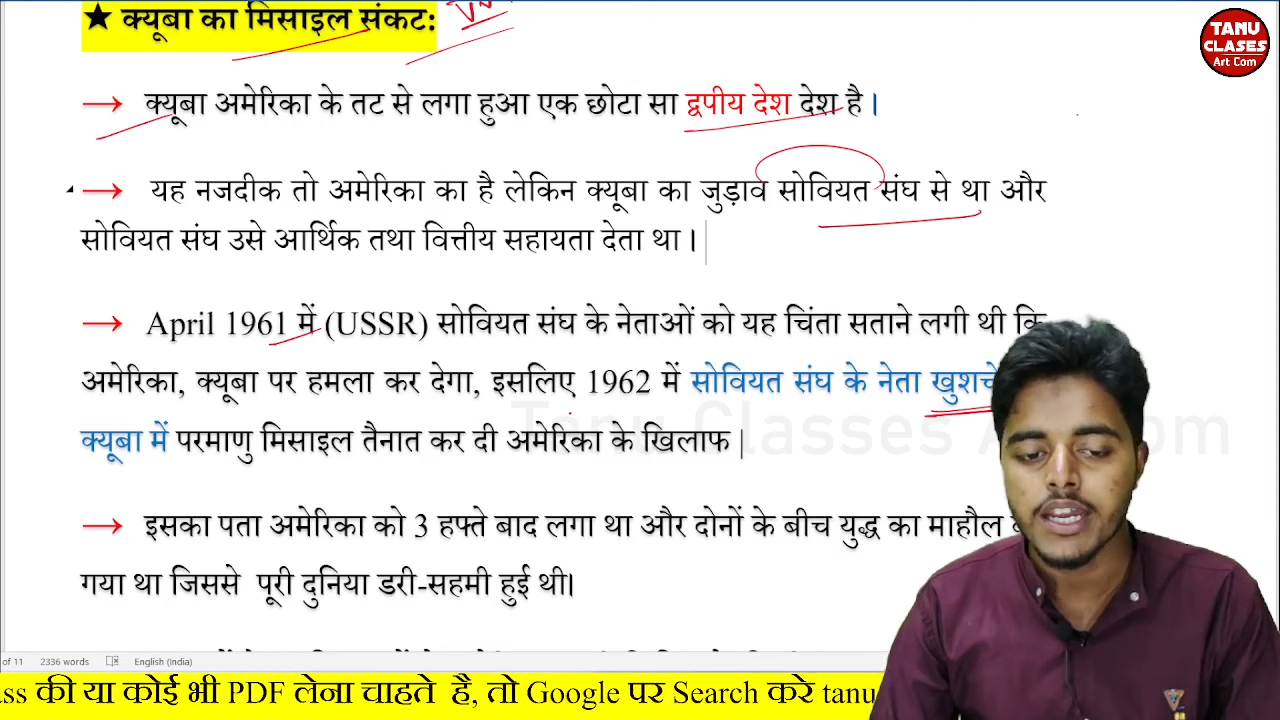 ★ क्यूबा का मिसाइल संकट:
TANU
CLASES
Art Com
→ क्यूबा अमेरिका के तट से लगा हुआ एक छोटा सा द्वपीय देश देश है।
→ यह नजदीक तो अमेरिका का है लेकिन क्यूबा का जुड़ाव सोवियत संघ से था और
सोवियत संघ उसे आर्थिक तथा वित्तीय सहायता देता था।
→ April 1961 में (USSR) सोवियत संघ के नेताओं को यह चिंता सताने लगी थी कि
अमेरिका, क्यूबा पर हमला कर देगा, इसलिए 1962 में सोवियत संघ के नेता
क्यूबा में परमाणु मिसाइल तैनात कर दी अमेरिका के खिलाफ |
Tanu Classes
→ इसका पता अमेरिका को 3 हफ्ते बाद लगा था और दोनों के बीच युद्ध का माहौल
गया था जिससे पूरी दुनिया डरी-सहमी हुई थी।
of 11 2336 words English (India)
की या कोई भी PDF लेना चाहते है, तो Google पर Search करे tanu